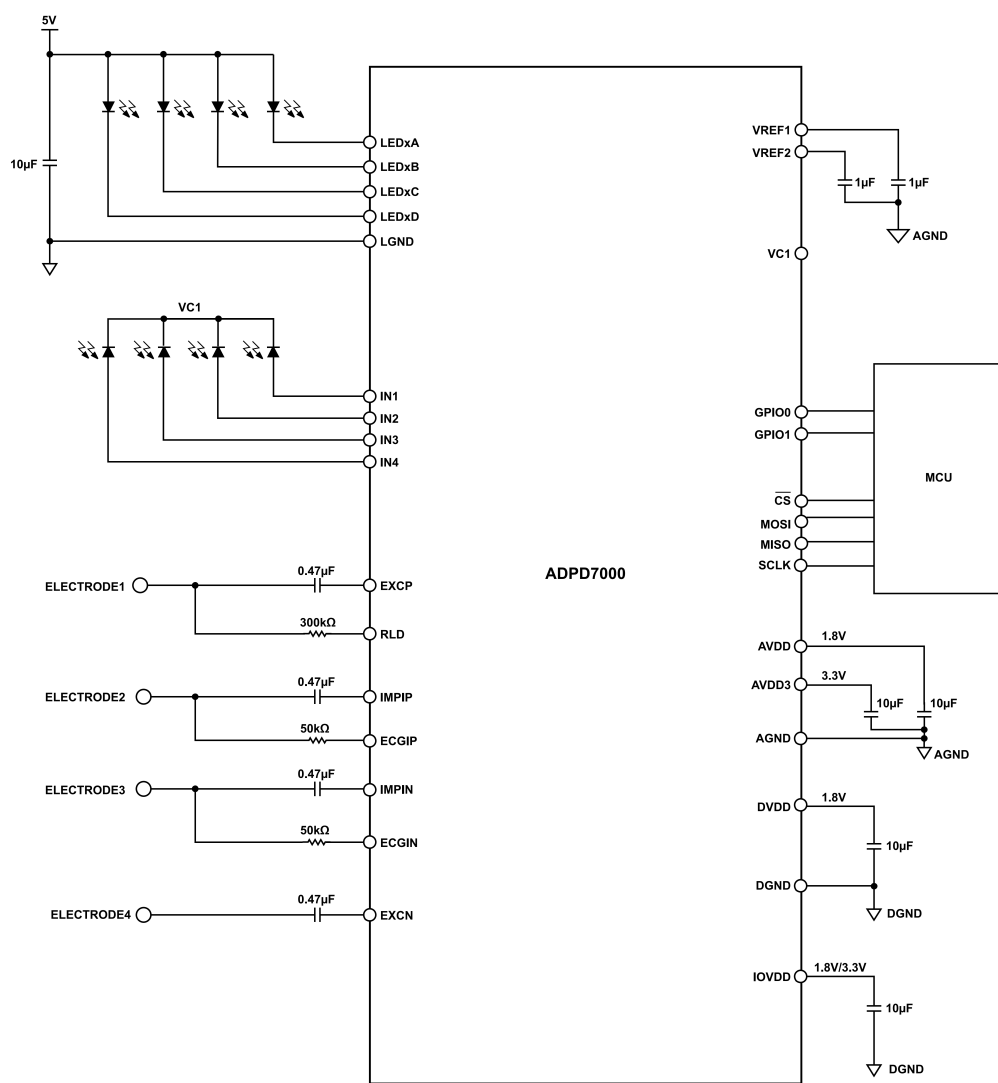 5V
10µF
LEDxA
LEDxB
LEDxC
LEDxD
LGND
VC1
IN1
IN2
IN3
IN4
ELECTRODE1
0.47µF
EXCP
300kΩ
RLD
ELECTRODE2
0.47µF
IMPIP
50kΩ
ECGIP
ELECTRODE3
0.47µF
IMPIN
50kΩ
ECGIN
ELECTRODE4
0.47µF
EXCN
ADPD7000
VREF1
VREF2
1µF 1µF
AGND
VC1
GPIO0
GPIO1
CS
MOSI
MISO
SCLK
MCU
AVDD 1.8V
AVDD3 3.3V
10µF 10µF
AGND
AGND
DVDD 1.8V
10µF
DGND
DGND
IOVDD 1.8V/3.3V
10µF
DGND